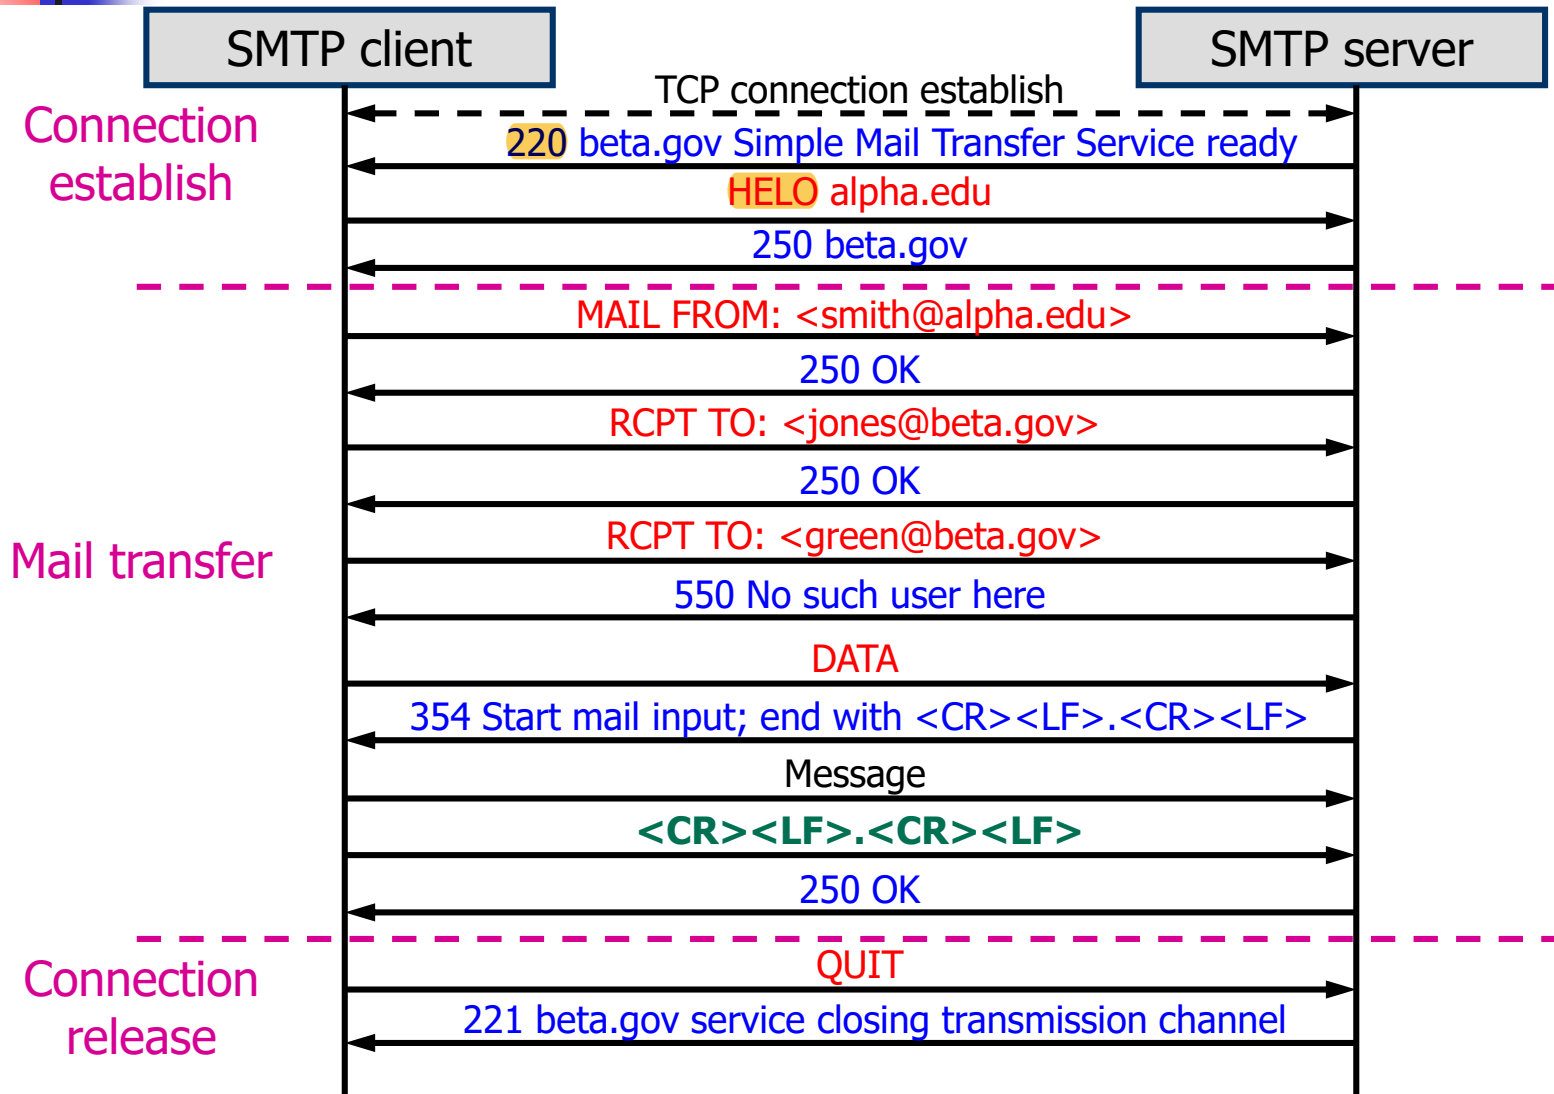 SMTP client
SMTP server
TCP connection establish
Connection
establish
220 beta.gov Simple Mail Transfer Service ready
HELO alpha.edu
250 beta.gov
MAIL FROM: <smith@alpha.edu>
250 OK
RCPT TO: <jones@beta.gov>
250 OK
Mail transfer
RCPT TO: <green@beta.gov>
550 No such user here
DATA
354 Start mail input; end with <CR><LF>.<CR><LF>
Message
<CR><LF>.<CR><LF>
250 OK
Connection
release
QUIT
221 beta.gov service closing transmission channel